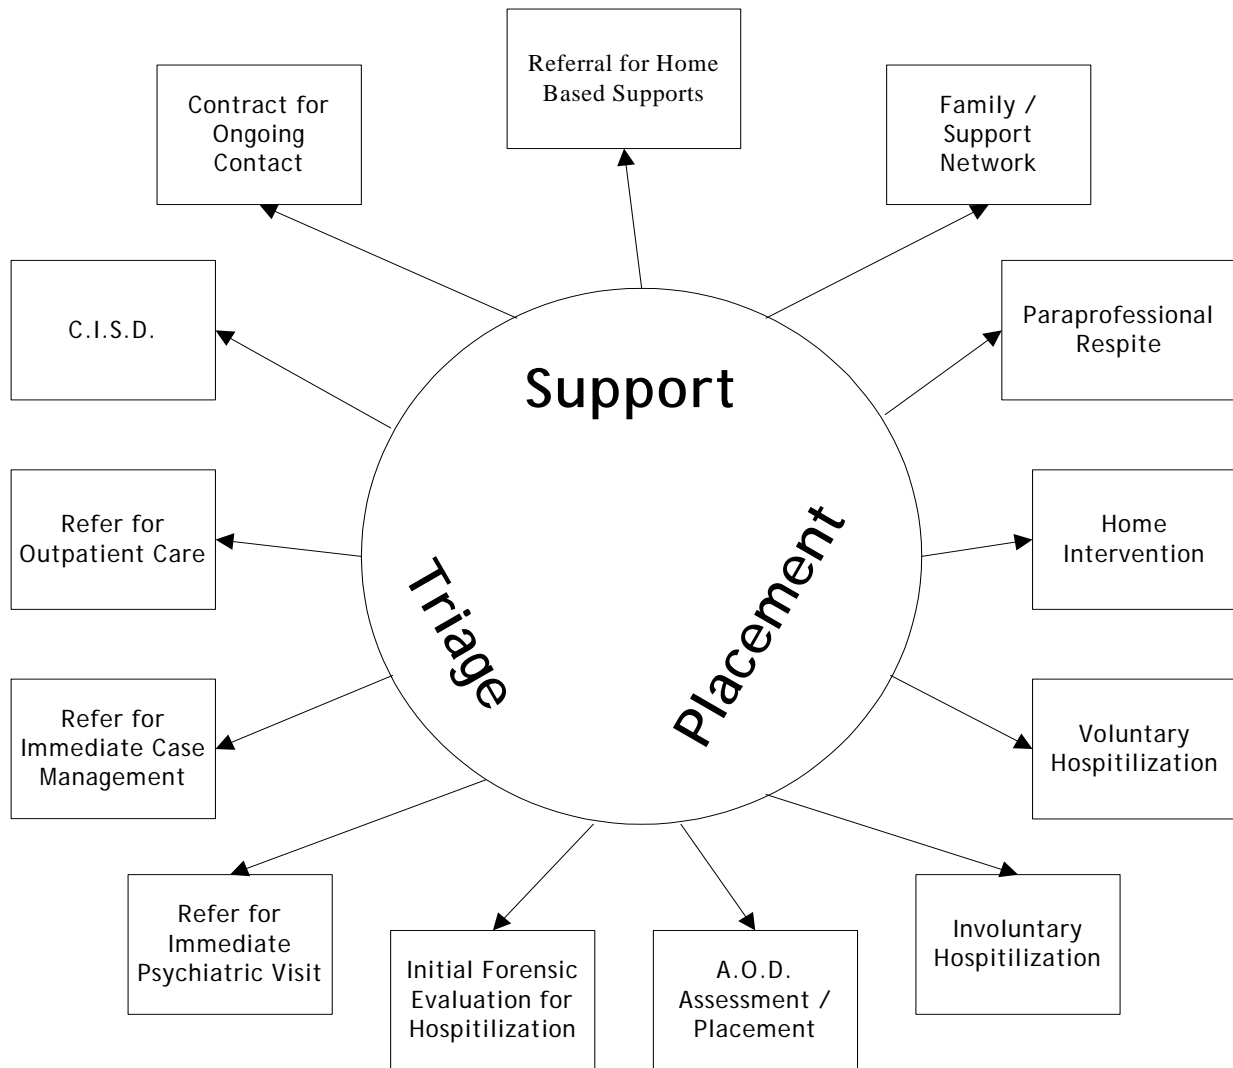 Referral for Home
Based Supports
Contract for
Ongoing
Contact
Family /
Support
Network
C.I.S.D.
Paraprofessional
Respite
Support
Refer for
Outpatient Care
Home
Intervention
Triage
Placement
Refer for
Immediate Case
Management
Voluntary
Hospitilization
Refer for
Immediate
Psychiatric Visit
Initial Forensic
Evaluation for
Hospitilization
A.O.D.
Assessment /
Placement
Involuntary
Hospitilization